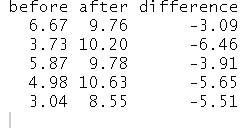 before after difference
6.67 9.76 -3.09
3.73 10.20 -6.46
5.87 9.78 -3.91
4.98 10.63 -5.65
3.04 8.55 -5.51